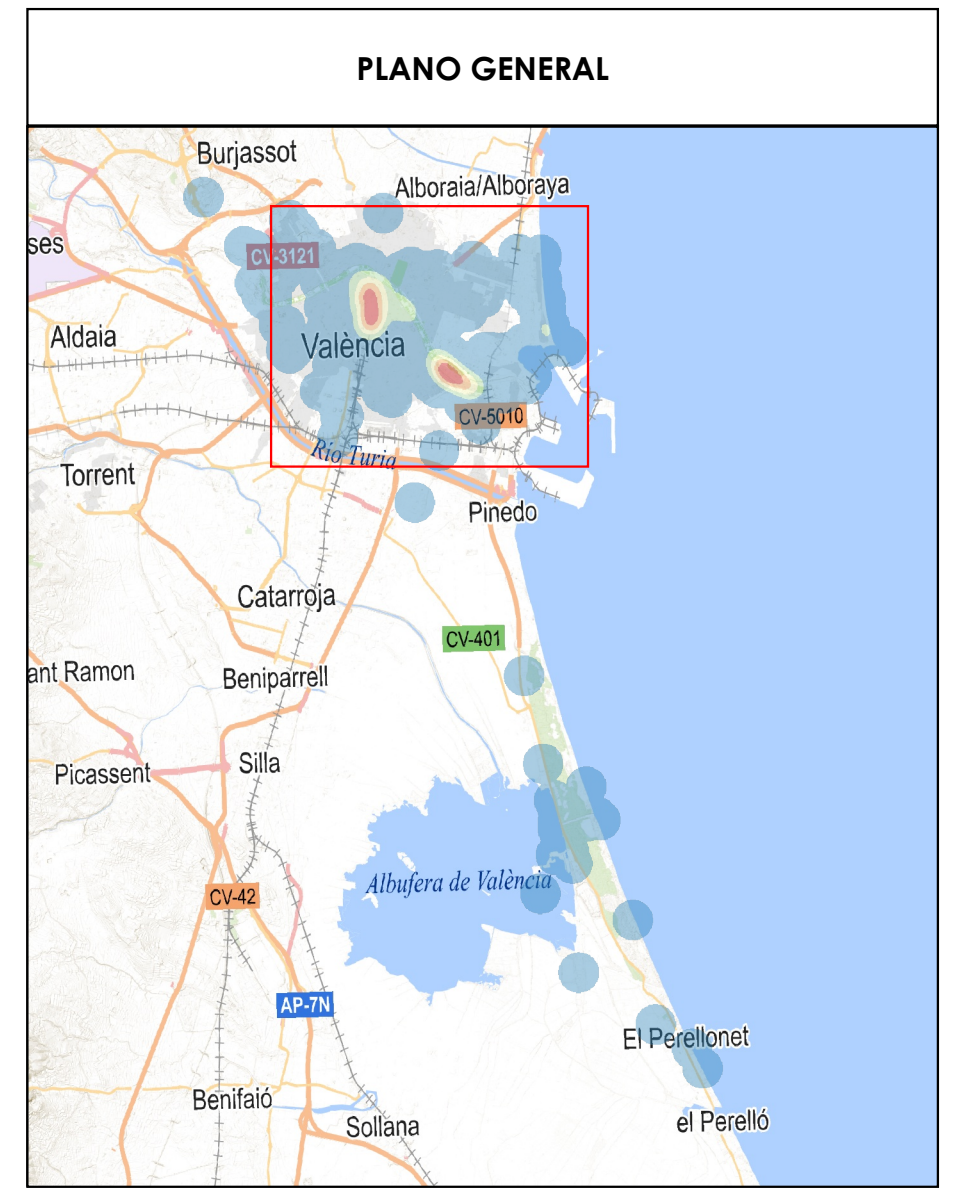 PLANO GENERAL
Burjassot
Alboraia/Alboraya
ses
CV-3121
Aldaia
València
CV-5010
Río Turia
Torrent
Pinedo
Catarroja
CV-401
ant Ramon
Beniparrell
Silla
Picassent
Albufera de València
CV-42
AP-7N
El Perellonet
Benifaió
el Perelló
Sollana